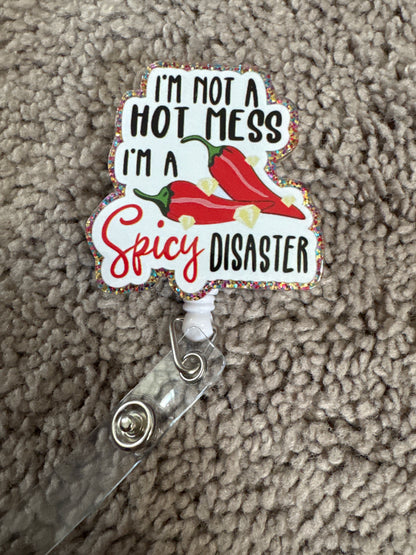 I'M NOT A
HOT MESS
I'M A
Spicy DISASTER